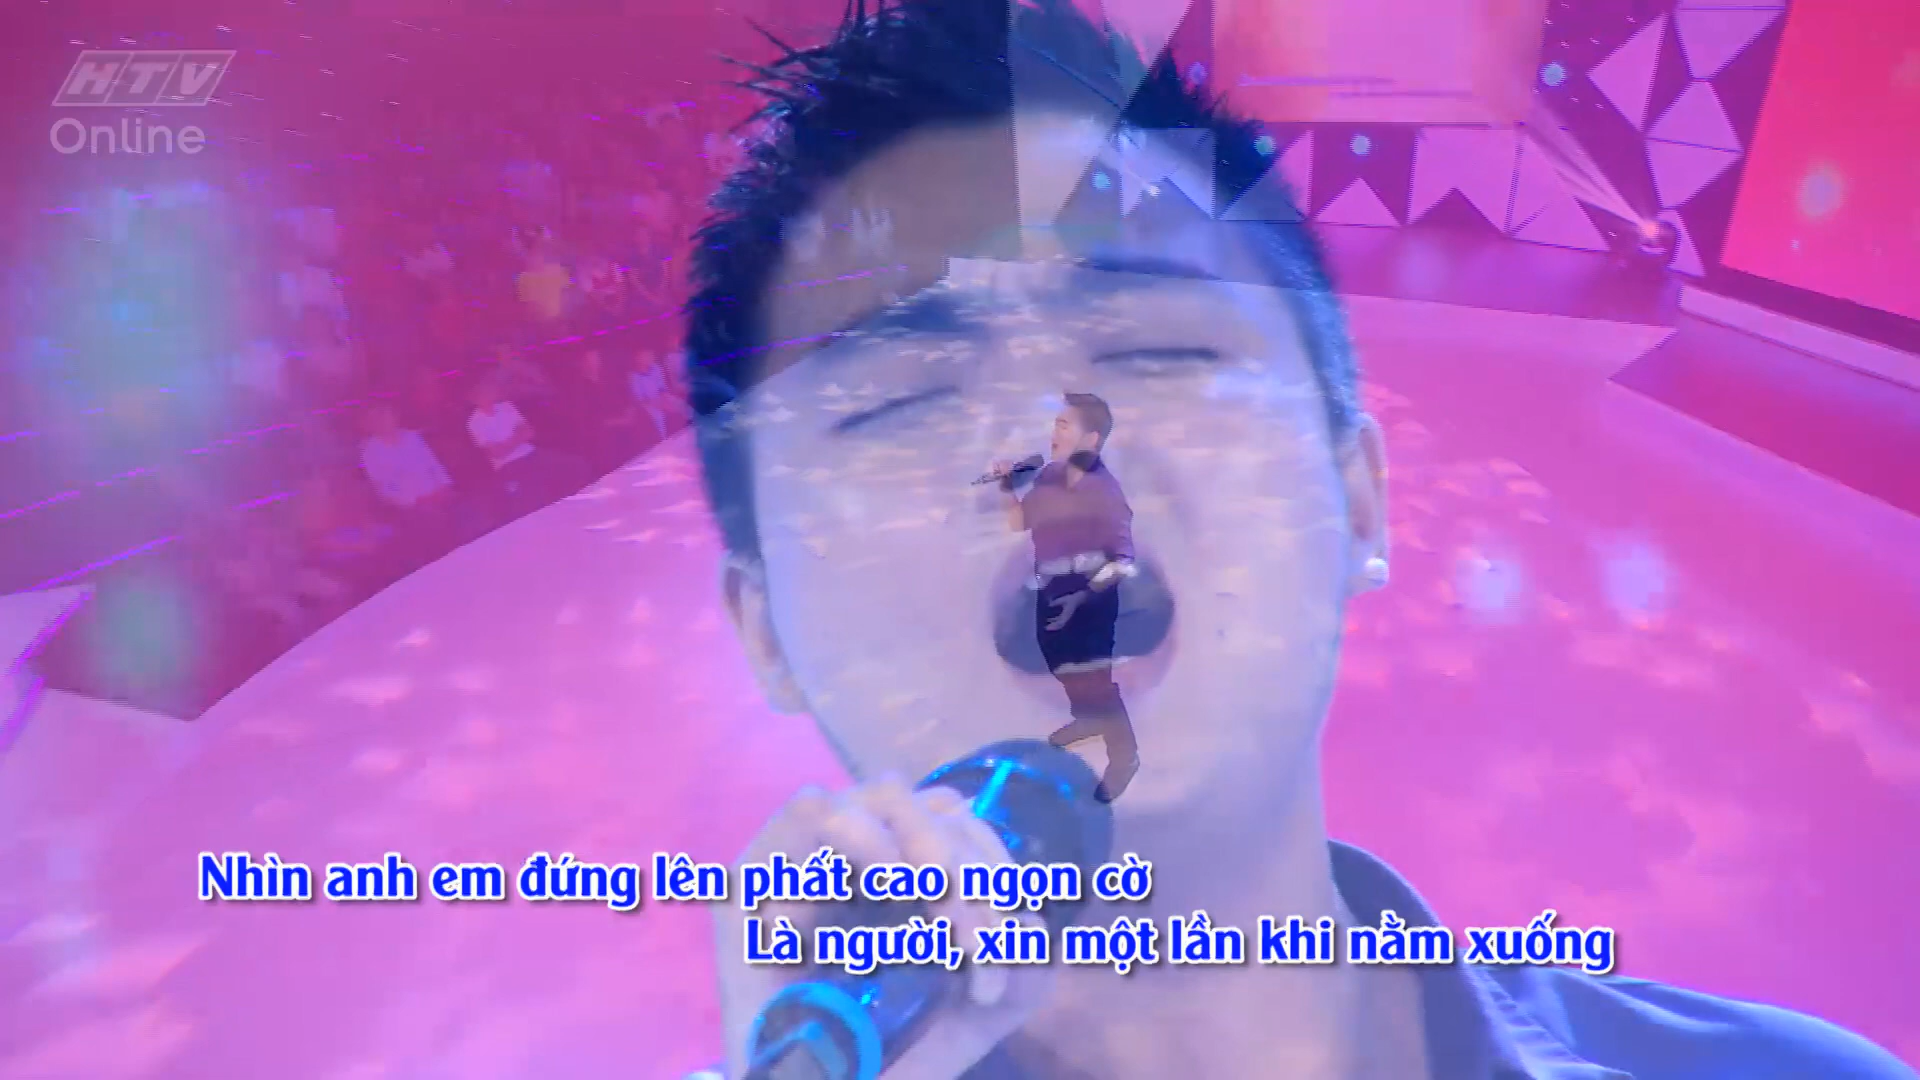 HTV
Online
Nhìn anh em đứng lên phất cao ngọn cờ
Là người, xin một lần khi nằm xuống